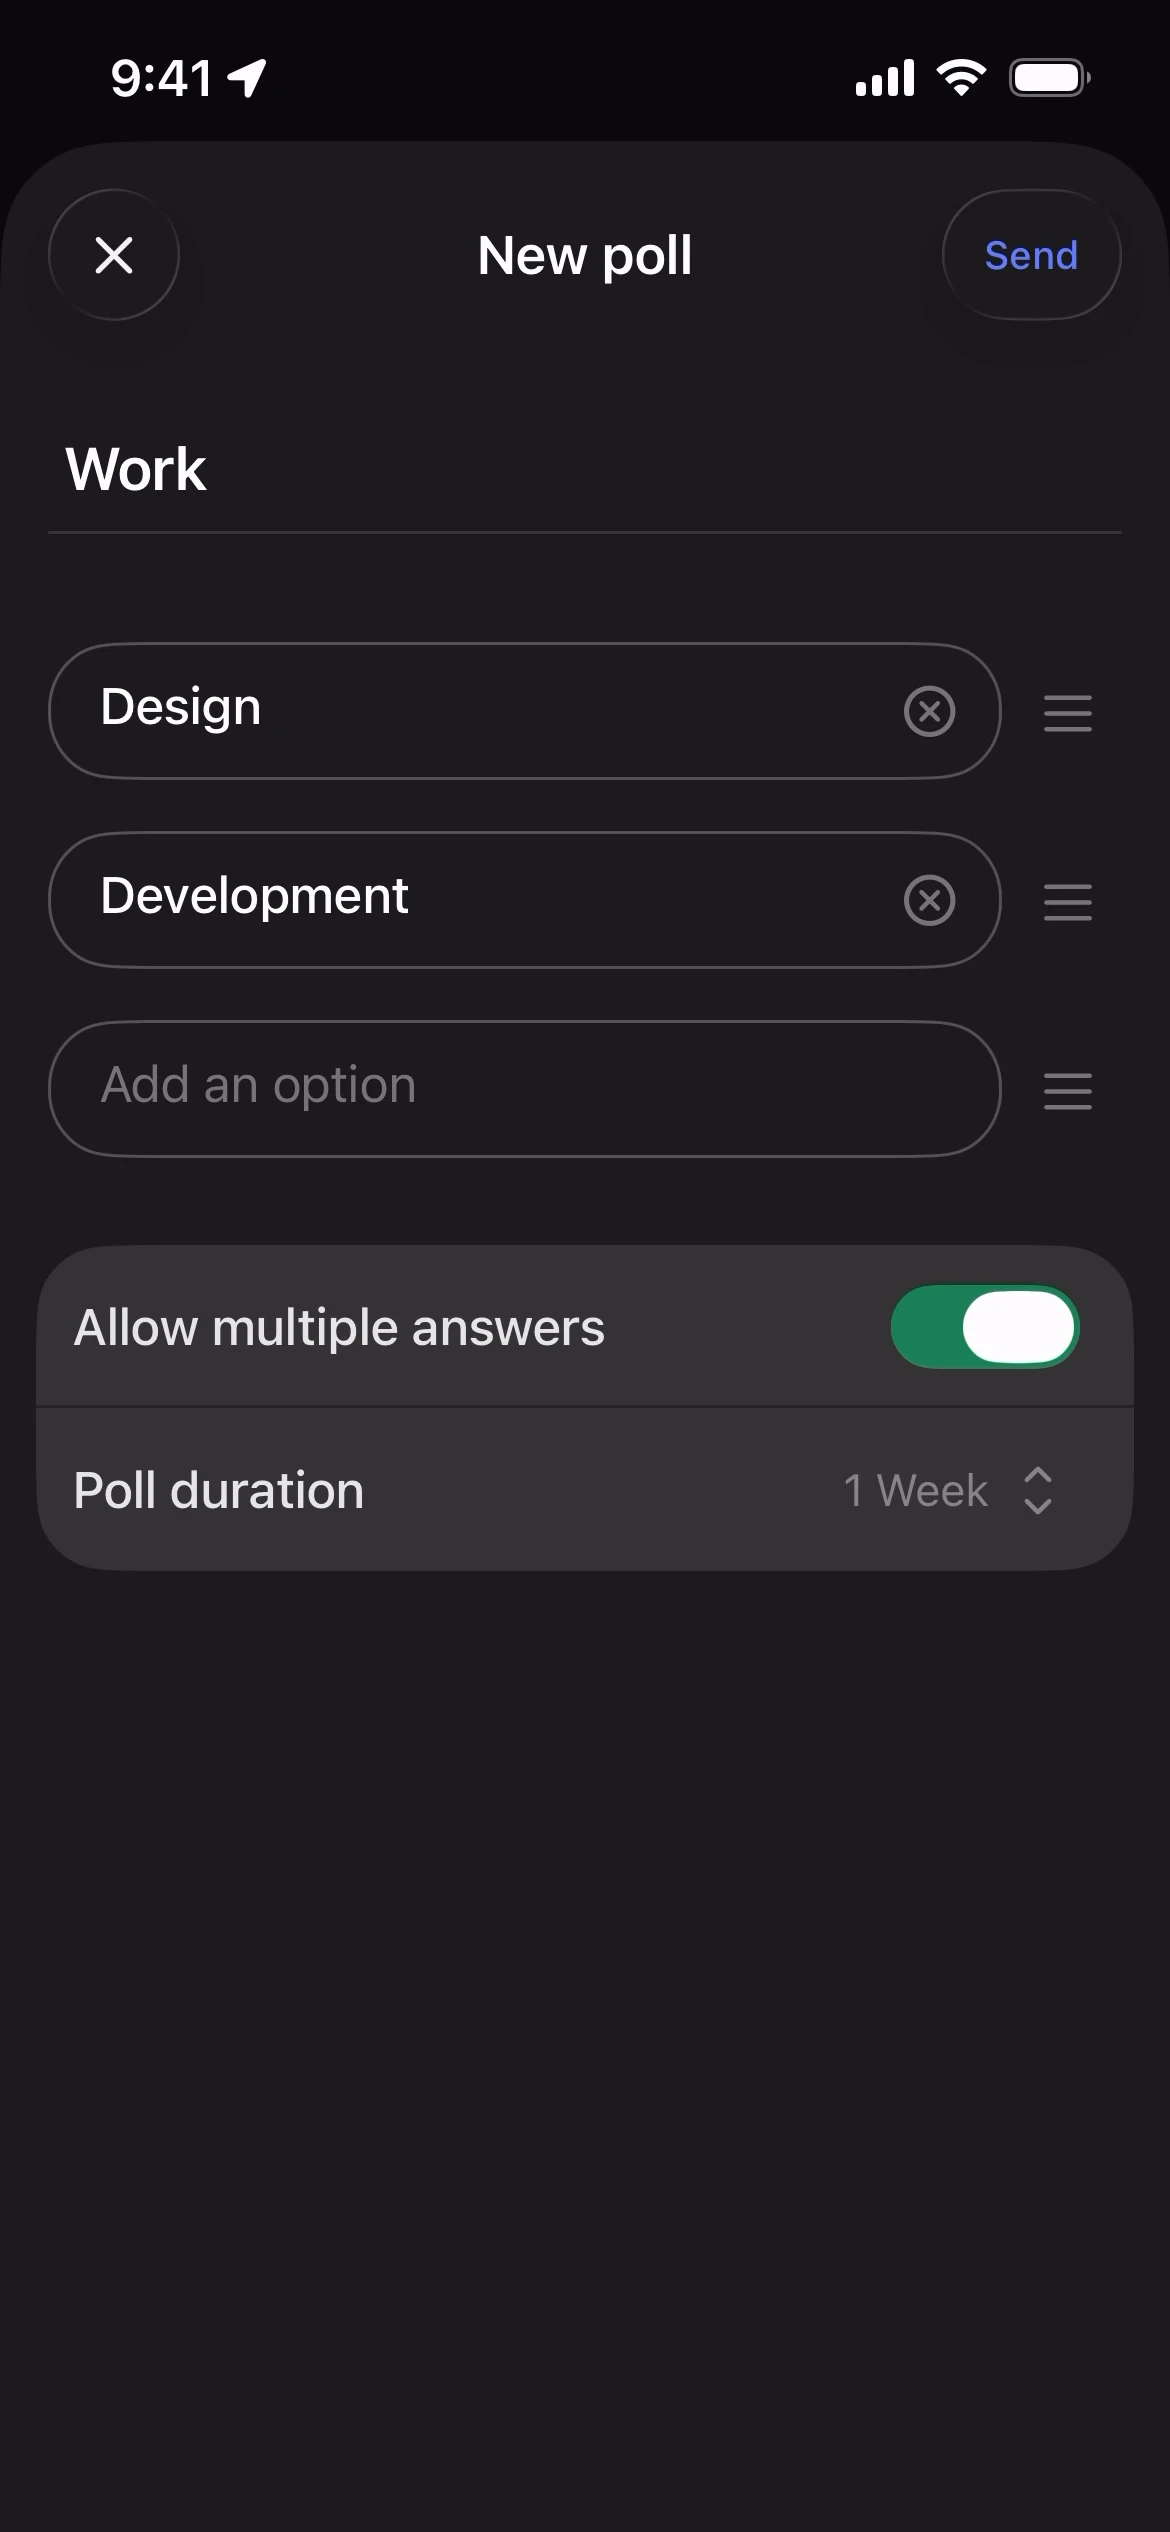 9:41
New poll
Send
Work
Design
Development
Add an option
Allow multiple answers
Poll duration
1 Week